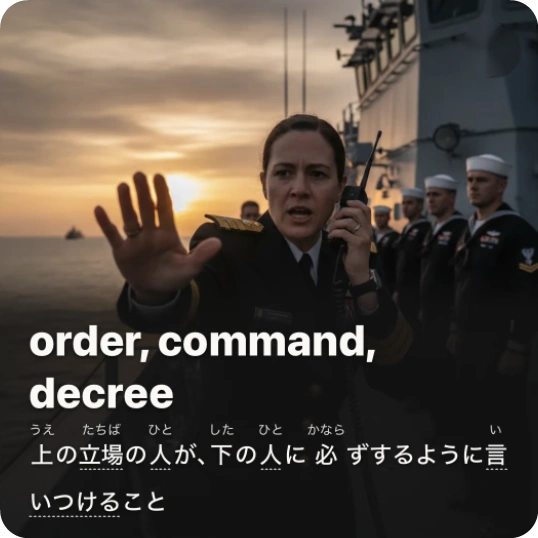 order, command,
decree
うえ たちば ひと した ひと かなら い
上の立場の人が、下の人に必ずするように言
いつけること